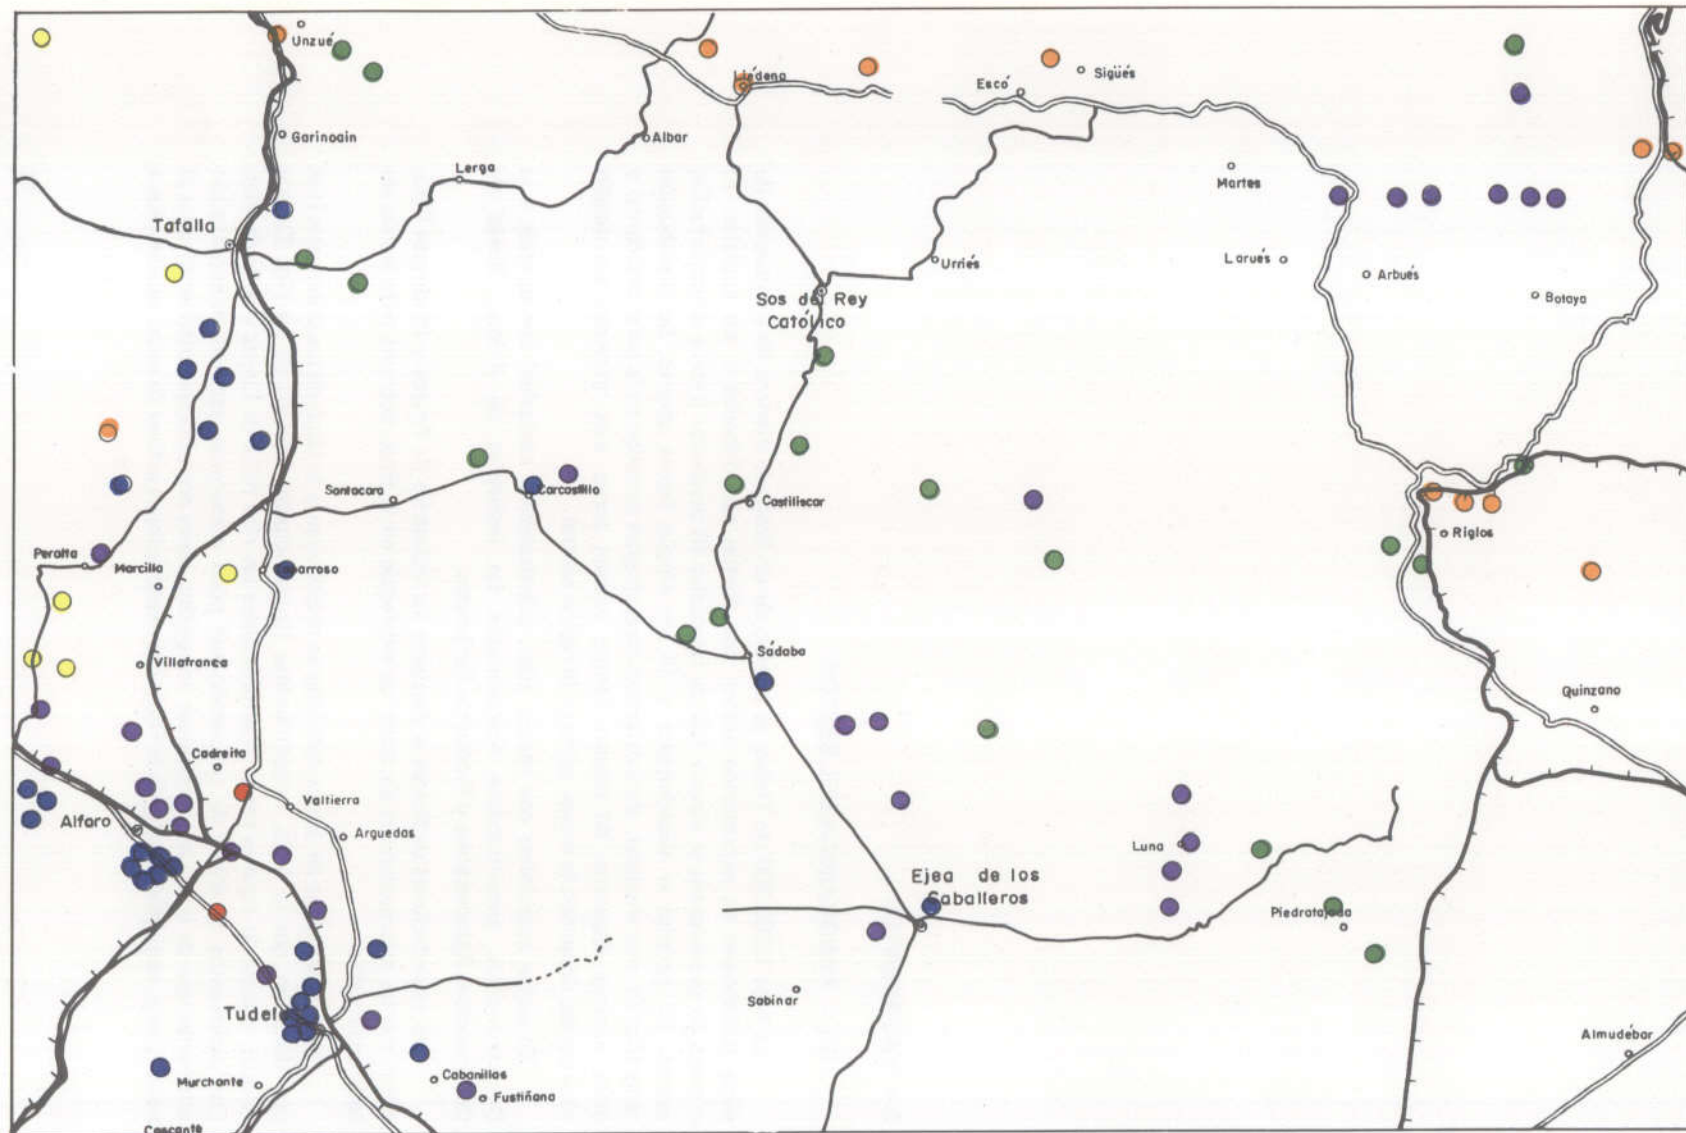 Unzué
Lledena
Escó
Sigüés
Garinoain
Albar
Lerga
Martes
Tafalla
Urriés
Larués
Arbués
Botaya
Sos del Rey
Católico
Santacara
Carcastillo
Castiliscar
Riglos
Peralta
Marcilla
Caparroso
Villafranca
Sádaba
Quinzano
Cadreita
Valtierra
Alfaro
Arguedas
Luna
Ejea de los
Caballeros
Piedratajada
Sabinar
Tudela
Almudébar
Murchante
Cabanillas
Fustiñana
Cascante